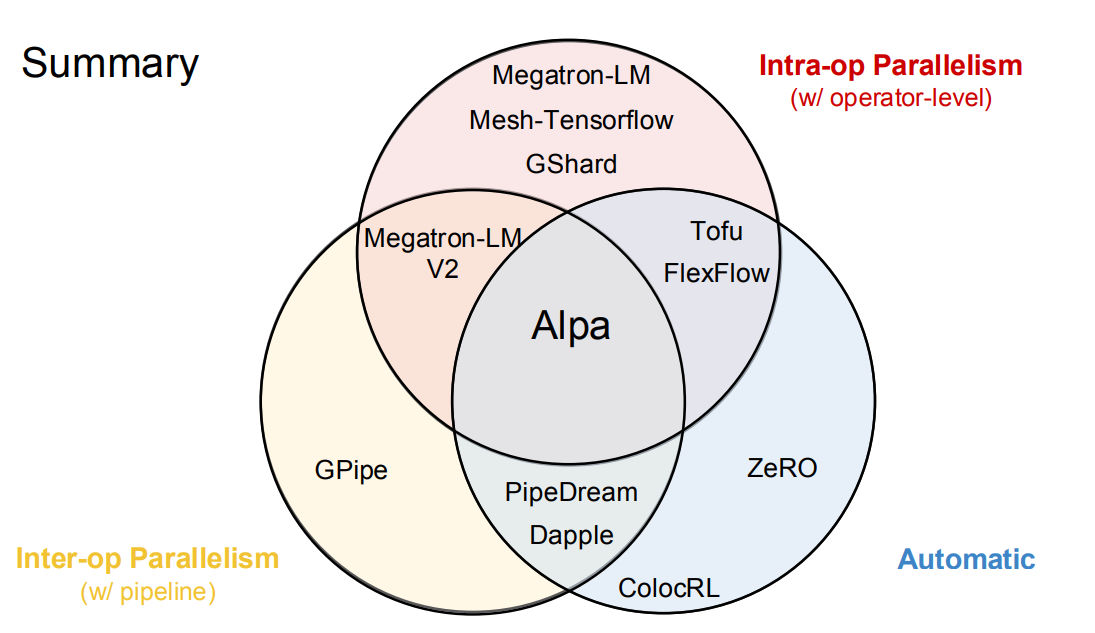 Summary
Megatron-LM
Mesh-Tensorflow
GShard
Intra-op Parallelism
(w/ operator-level)
Megatron-LM
V2
Tofu
FlexFlow
Alpa
GPipe
ZeRO
PipeDream
Dapple
ColocRL
Inter-op Parallelism
(w/ pipeline)
Automatic